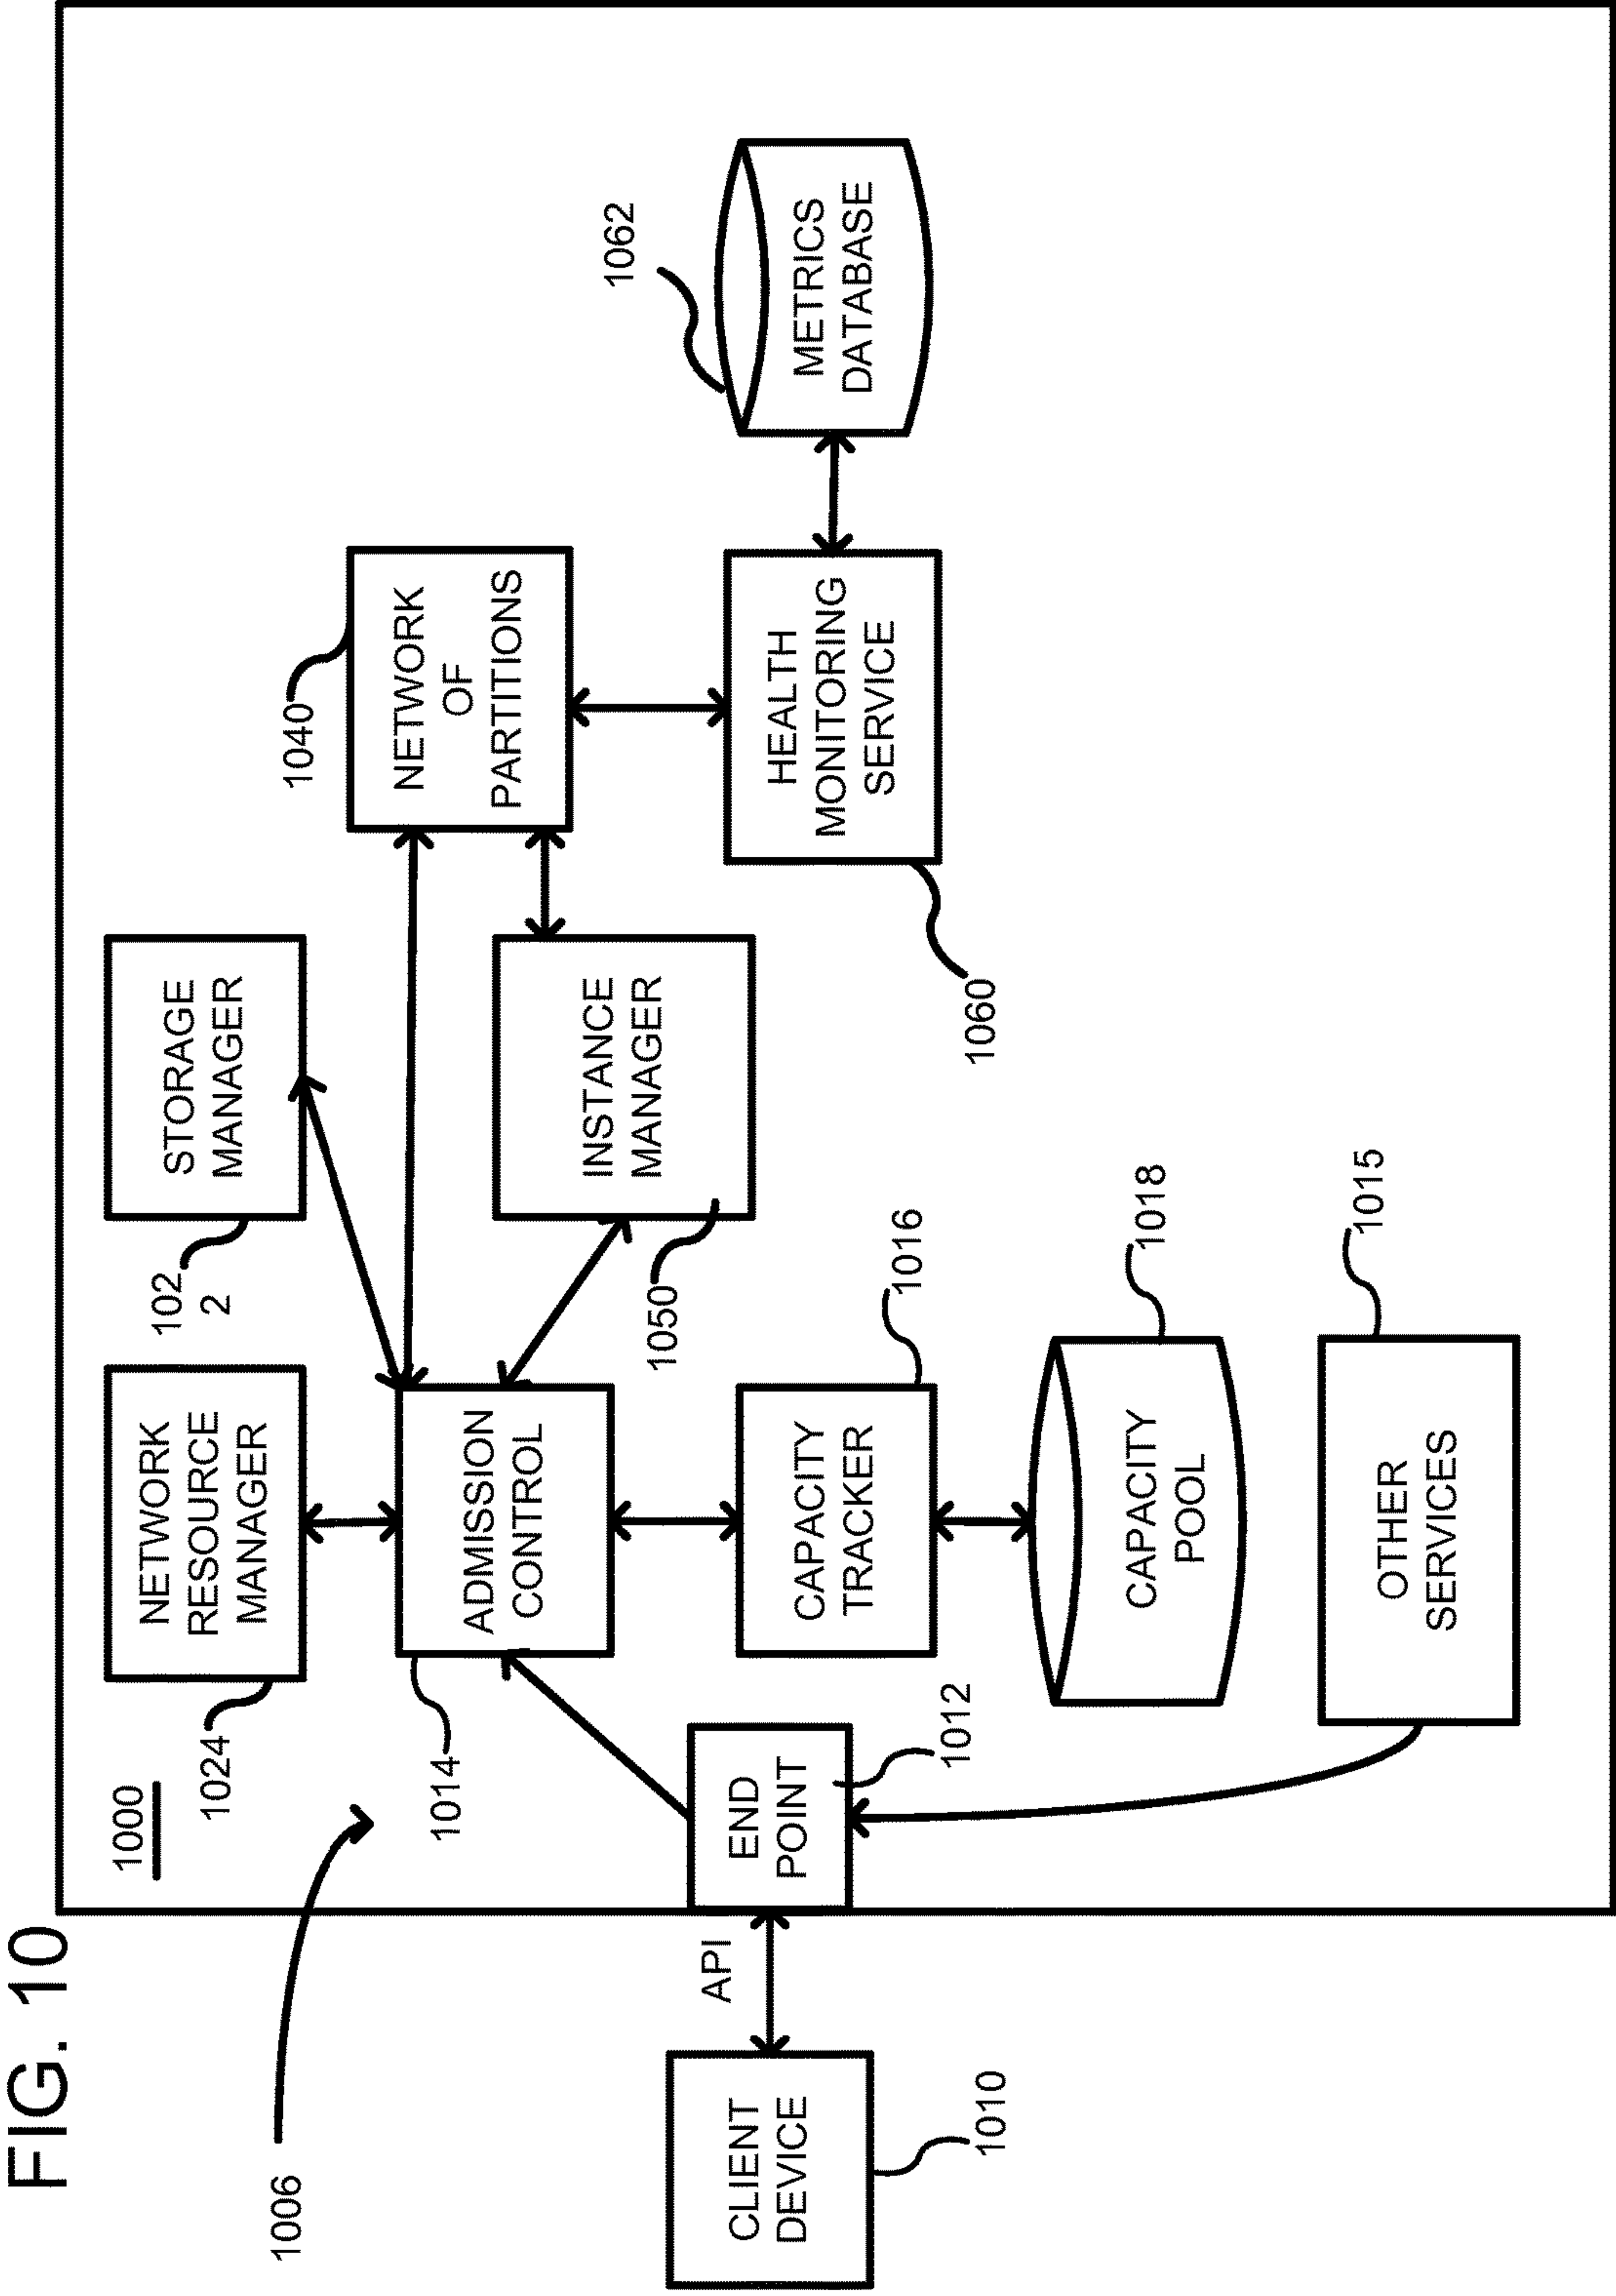 FIG. 10
1000
1006
1024
NETWORK
RESOURCE
MANAGER
102
2
STORAGE
MANAGER
1014
ADMISSION
CONTROL
1040
NETWORK
OF
PARTITIONS
1050
INSTANCE
MANAGER
1062
METRICS
DATABASE
CLIENT
DEVICE
1010
API
END
POINT
1012
CAPACITY
TRACKER
1016
HEALTH
MONITORING
SERVICE
1060
CAPACITY
POOL
1018
OTHER
SERVICES
1015